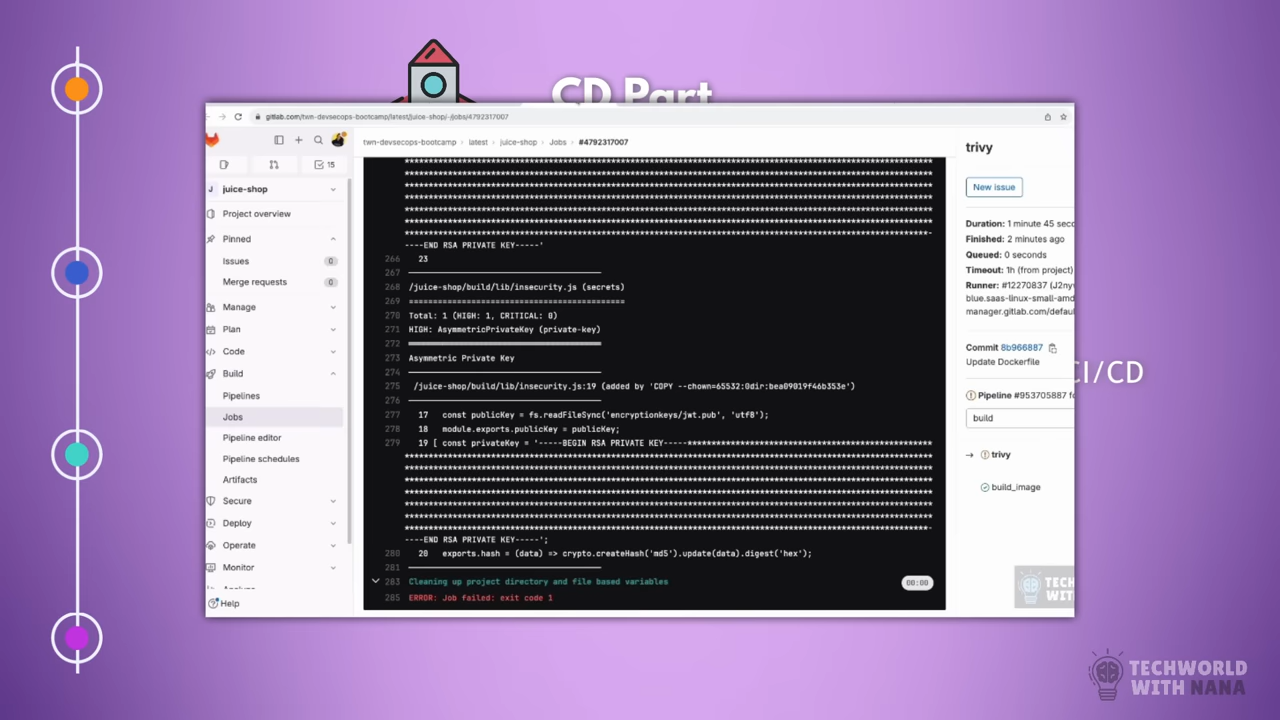 CD Part
gitlab.com/twn-devsecops-bootcamp/latest/juice-shop/-/jobs/4792317007
15
J juice-shop
Project overview
Pinned
Issues 0
Merge requests 0
Manage
Plan
Code
Build
Pipelines
Jobs
Pipeline editor
Pipeline schedules
Artifacts
Secure
Deploy
Operate
Monitor
Help
twn-devsecops-bootcamp > latest > juice-shop > Jobs > #4792317007
----END RSA PRIVATE KEY-----'
266 23
267
268 /juice-shop/build/lib/insecurity.js (secrets)
269 ============================================
270 Total: 1 (HIGH: 1, CRITICAL: 0)
271 HIGH: AsymmetricPrivateKey (private-key)
272
273 Asymmetric Private Key
274
275 /juice-shop/build/lib/insecurity.js:19 (added by 'COPY --chown=65532:0dir:bea09019f46b353e')
276
277 17 const publicKey = fs.readFileSync('encryptionkeys/jwt.pub', 'utf8');
278 18 module.exports.publicKey = publicKey;
279 19 [ const privateKey = '-----BEGIN RSA PRIVATE KEY-----
----END RSA PRIVATE KEY-----';
280 20 exports.hash = (data) => crypto.createHash('md5').update(data).digest('hex');
281
283 Cleaning up project directory and file based variables 00:00
285 ERROR: Job failed: exit code 1
trivy
New issue
Duration: 1 minute 45 seco
Finished: 2 minutes ago
Queued: 0 seconds
Timeout: 1h (from project)
Runner: #12270837 (J2ny
blue.saas-linux-small-amd
manager.gitlab.com/defau
Commit 8b966887
Update Dockerfile
Pipeline #953705887 fo
build
→ trivy
build_image
CI/CD
TECH
WIT
TECHWORLD
WITH NANA